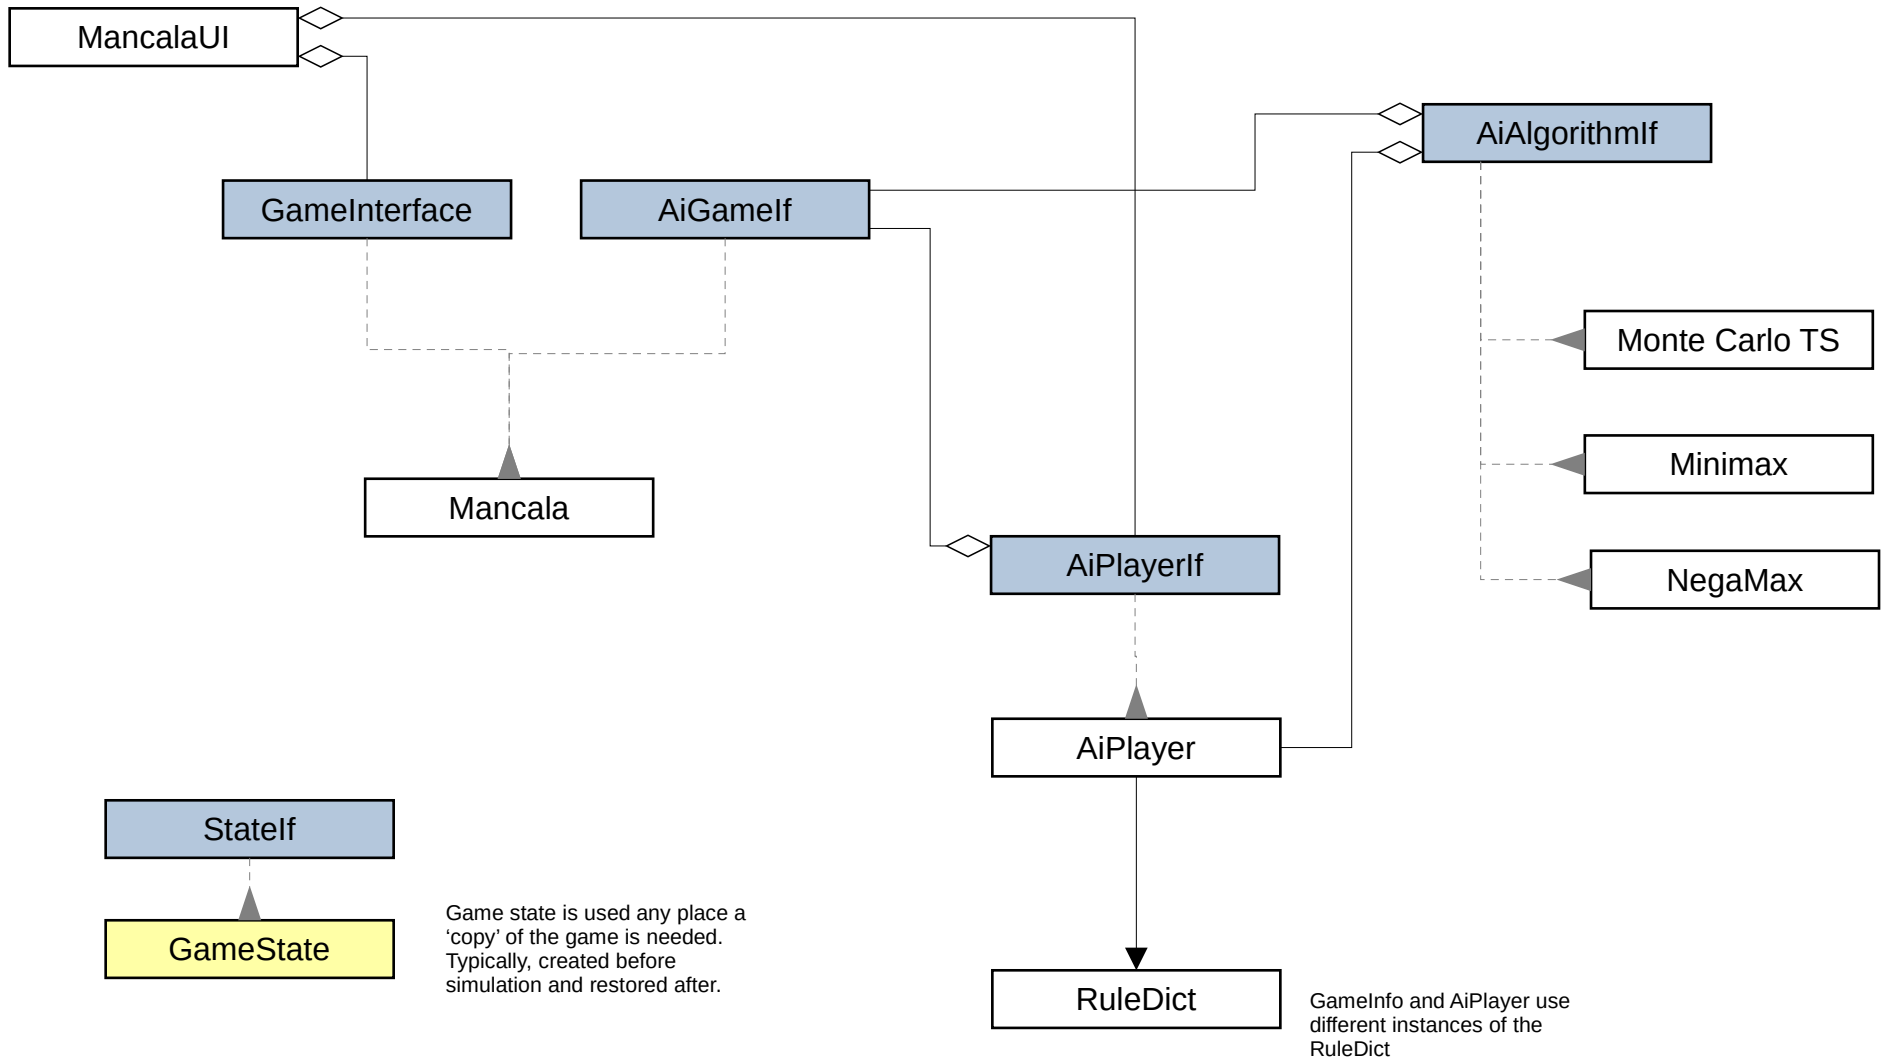 MancalaUI
AiAlgorithmIf
GameInterface
AiGameIf
Monte Carlo TS
Minimax
Mancala
AiPlayerIf
NegaMax
AiPlayer
StateIf
GameState
Game state is used any place a
‘copy’ of the game is needed.
Typically, created before
simulation and restored after.
RuleDict
GameInfo and AiPlayer use
different instances of the
RuleDict